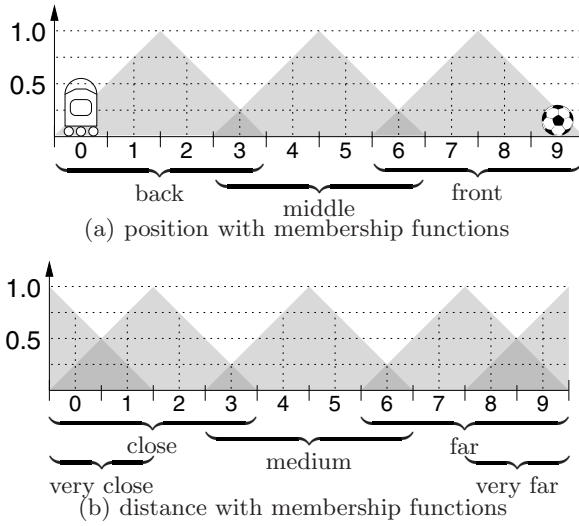 1.0
0.5
0 1 2 3 4 5 6 7 8 9
back
front
middle
(a) position with membership functions
1.0
0.5
0 1 2 3 4 5 6 7 8 9
close
far
medium
very close
very far
(b) distance with membership functions